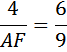 4/AF = 6/9